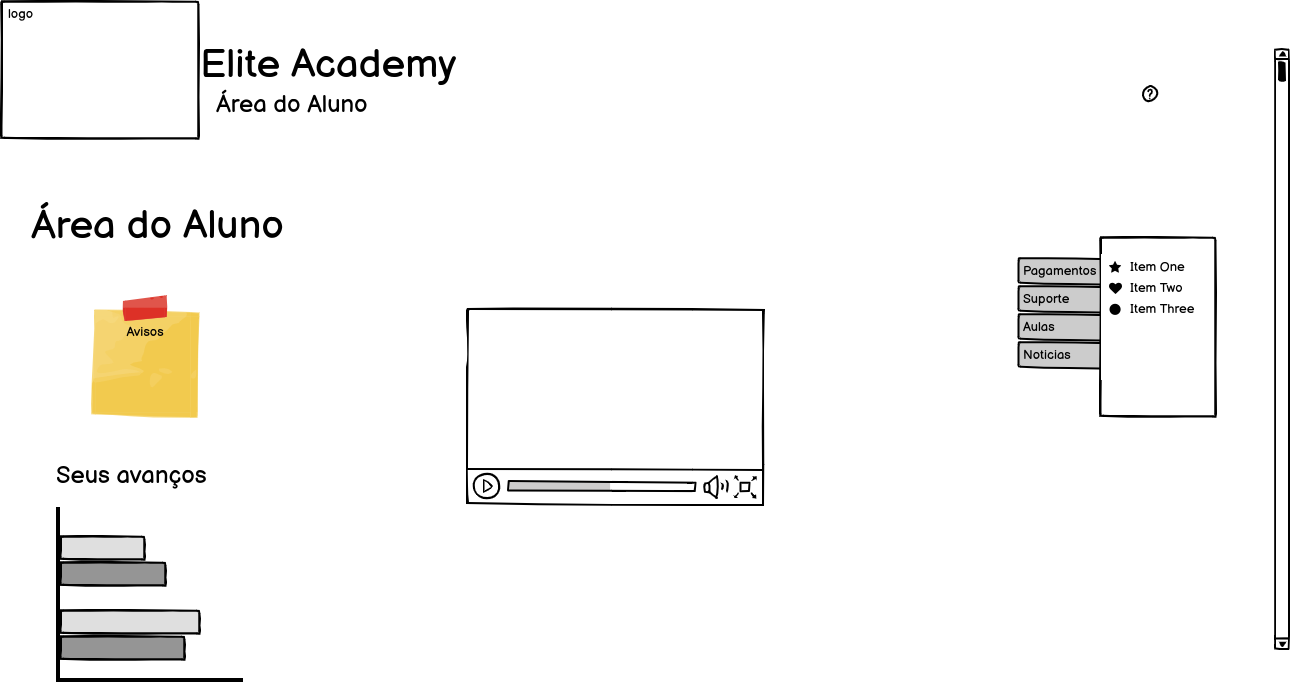 logo
Elite Academy
Área do Aluno
?
Área do Aluno
Avisos
Pagamentos
Suporte
Aulas
Noticias
Item One
Item Two
Item Three
Seus avanços